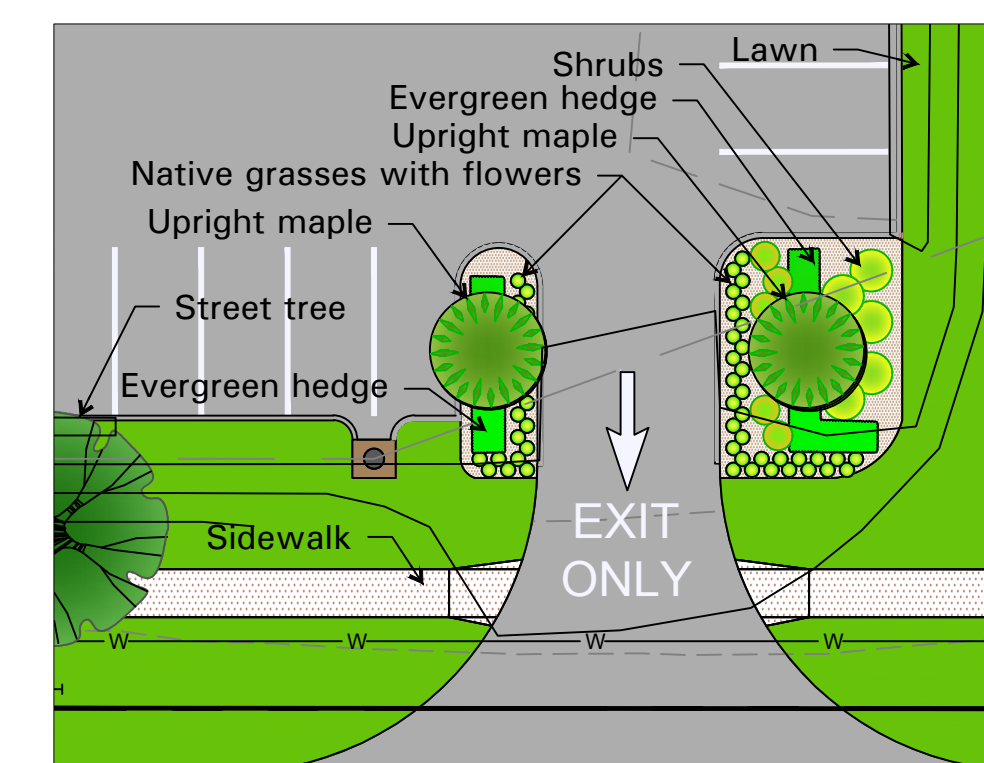 Lawn
Shrubs
Evergreen hedge
Upright maple
Native grasses with flowers
Upright maple
Street tree
Evergreen hedge
EXIT
ONLY
Sidewalk
W
W
W
W